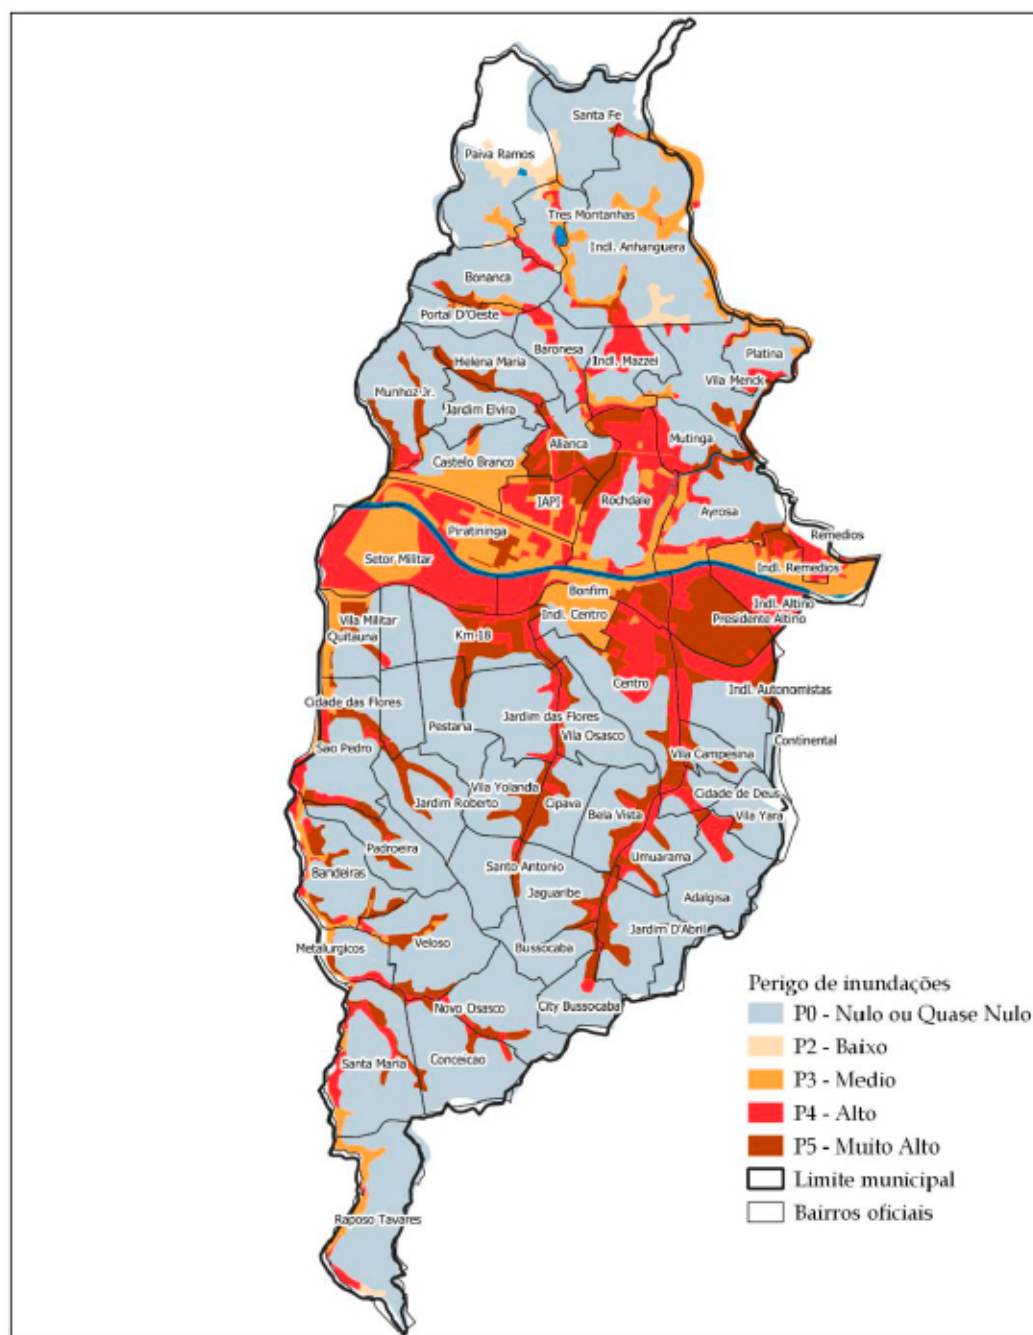 Santa Fe
Paiva Ramos
Tres Montanhas
Indl. Anhanguera
Bonanca
Portal D'Oeste
Baronesa
Platina
Helena Maria
Indl. Mazzei
Vila Menck
Munhoz Jr.
Jardim Elvira
Alianca
Mutinga
Castelo Branco
IAPI
Rochdale
Ayrosa
Piratininga
Remedios
Setor Militar
Indl. Remedios
Bonfim
Indl. Altino
Indl. Centro
Presidente Altino
Vila Militar
Quitauna
Km 18
Centro
Indl. Autonomistas
Cidade das Flores
Jardim das Flores
Pestana
Vila Osasco
Continental
Sao Pedro
Vila Campesina
Vila Yolanda
Cidade de Deus
Jardim Roberto
Cipava
Bela Vista
Vila Yara
Padroeira
Umuarama
Bandeiras
Santo Antonio
Jaguaribe
Adalgisa
Jardim D'Abril
Metalurgicos
Veloso
Bussocaba
Novo Osasco
City Bussocaba
Santa Maria
Conceicao
Raposo Tavares
Perigo de inundações
P0 - Nulo ou Quase Nulo
P2 - Baixo
P3 - Medio
P4 - Alto
P5 - Muito Alto
Limite municipal
Bairros oficiais